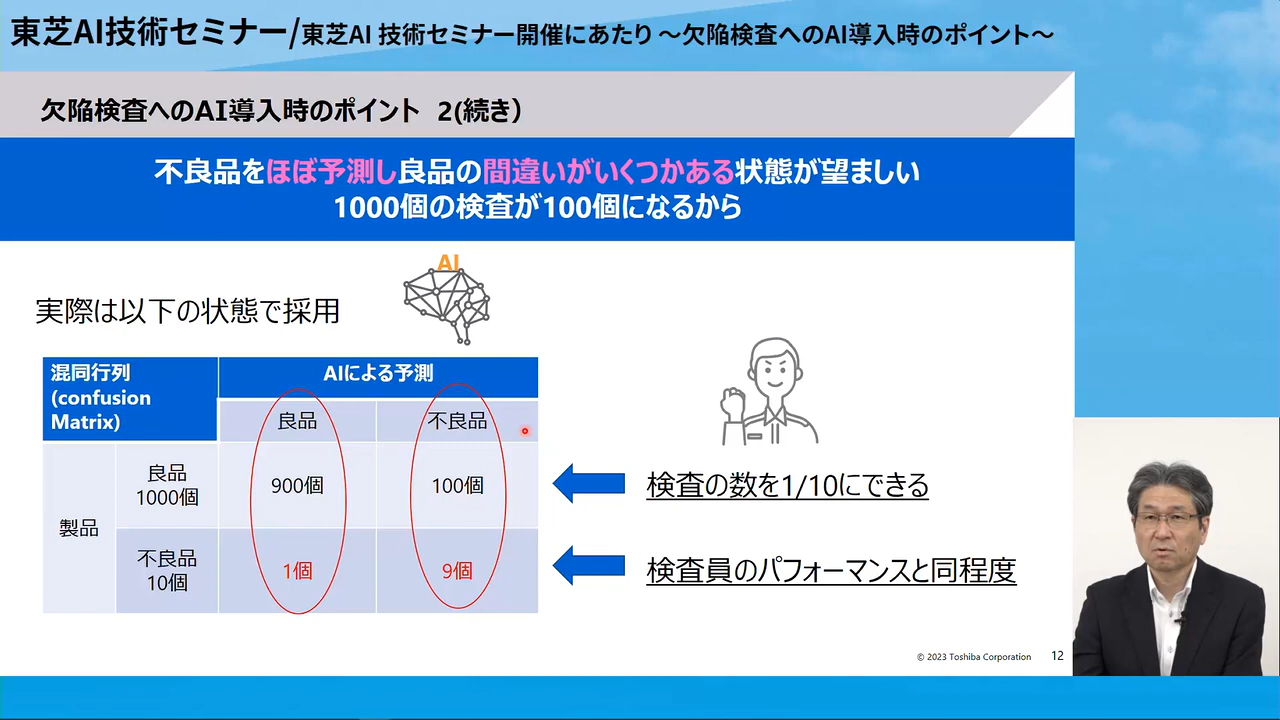 東芝AI技術セミナー/東芝AI 技術セミナー開催にあたり ～欠陥検査へのAI導入時のポイント～
欠陥検査へのAI導入時のポイント 2(続き)
不良品をほぼ予測し良品の間違いがいくつかある状態が望ましい
1000個の検査が100個になるから
AI
実際は以下の状態で採用
混同行列
(confusion
Matrix)
AIによる予測
良品
不良品
製品
良品
1000個
900個
100個
不良品
10個
1個
9個
検査の数を1/10にできる
検査員のパフォーマンスと同程度
© 2023 Toshiba Corporation
12